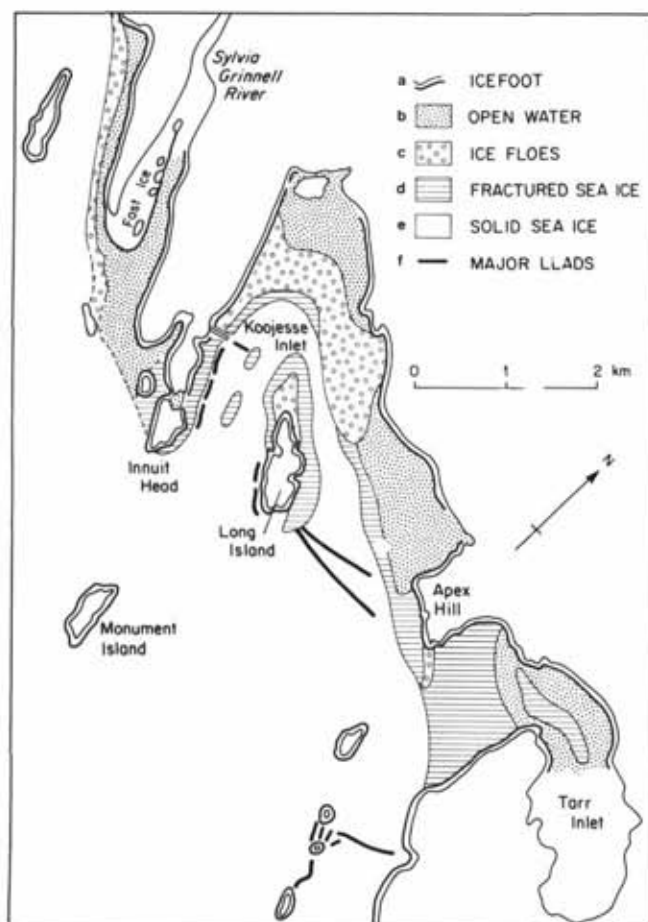 Sylvia
Grinnell
River
a ICEFOOT
b OPEN WATER
c ICE FLOES
d FRACTURED SEA ICE
e SOLID SEA ICE
f MAJOR LLADS
Fast Ice
Koojesse
Inlet
0 1 2 km
N
Innuit
Head
Long
Island
Apex
Hill
Monument
Island
Tarr
Inlet